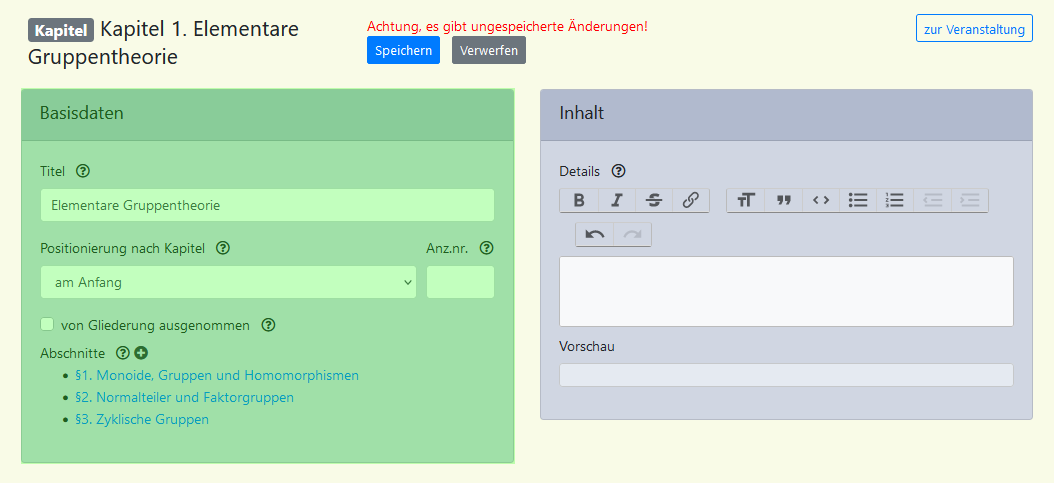 Kapitel Kapitel 1. Elementare
Gruppentheorie
Achtung, es gibt ungespeicherte Änderungen!
Speichern Verwerfen
zur Veranstaltung
Basisdaten
Titel
Elementare Gruppentheorie
Positionierung nach Kapitel Anz.nr.
am Anfang
von Gliederung ausgenommen
Abschnitte
§1. Monoide, Gruppen und Homomorphismen
§2. Normalteiler und Faktorgruppen
§3. Zyklische Gruppen
Inhalt
Details
Vorschau